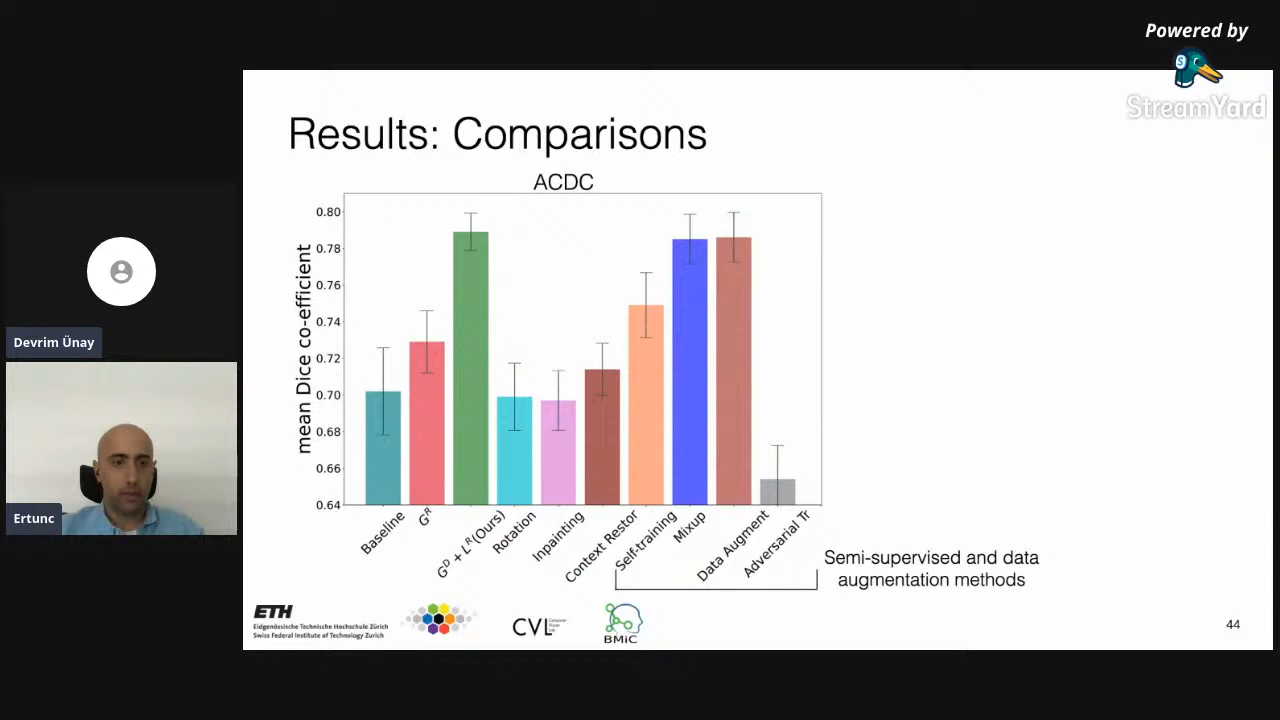 Powered by
StreamYard
Results: Comparisons
ACDC
mean Dice co-efficient
0.80
0.78
0.76
0.74
0.72
0.70
0.68
0.66
0.64
Baseline
G^R
G^D + L^R(Ours)
Rotation
Inpainting
Context Restor
Self-training
Mixup
Data Augment
Adversarial Tr
Semi-supervised and data
augmentation methods
Devrim Ünay
Ertunc
ETH
Eidgenössische Technische Hochschule Zürich
Swiss Federal Institute of Technology Zurich
CVL
BMiC
44